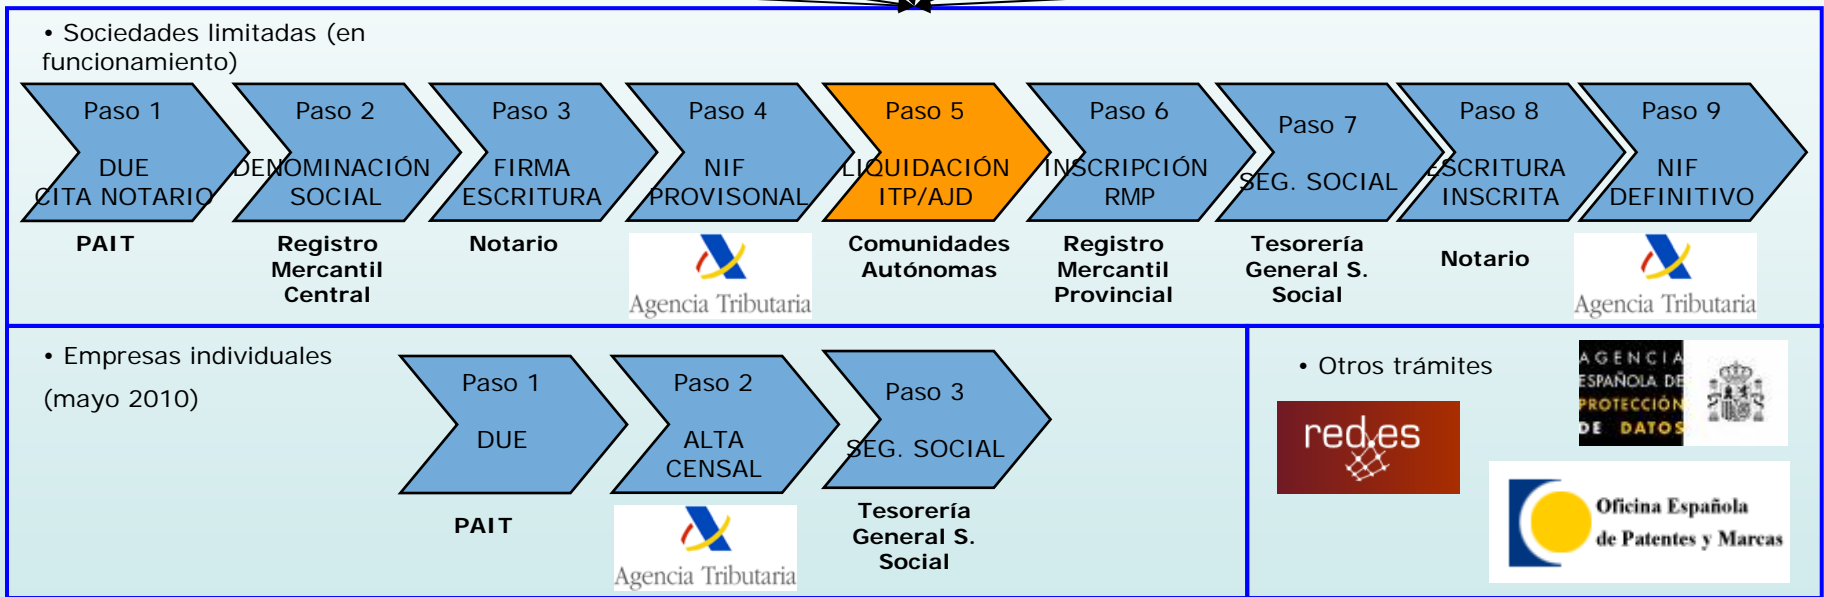 • Sociedades limitadas (en
funcionamiento)
Paso 1
DUE
CITA NOTARIO
PAIT
Paso 2
DENOMINACIÓN
SOCIAL
Registro
Mercantil
Central
Paso 3
FIRMA
ESCRITURA
Notario
Paso 4
NIF
PROVISONAL
Agencia Tributaria
Paso 5
LIQUIDACIÓN
ITP/AJD
Comunidades
Autónomas
Paso 6
INSCRIPCIÓN
RMP
Registro
Mercantil
Provincial
Paso 7
SEG. SOCIAL
Tesorería
General S.
Social
Paso 8
ESCRITURA
INSCRITA
Notario
Paso 9
NIF
DEFINITIVO
Agencia Tributaria
• Empresas individuales
(mayo 2010)
Paso 1
DUE
PAIT
Paso 2
ALTA
CENSAL
Agencia Tributaria
Paso 3
SEG. SOCIAL
Tesorería
General S.
Social
• Otros trámites
red.es
AGENCIA
ESPAÑOLA DE
PROTECCIÓN
DE DATOS
Oficina Española
de Patentes y Marcas